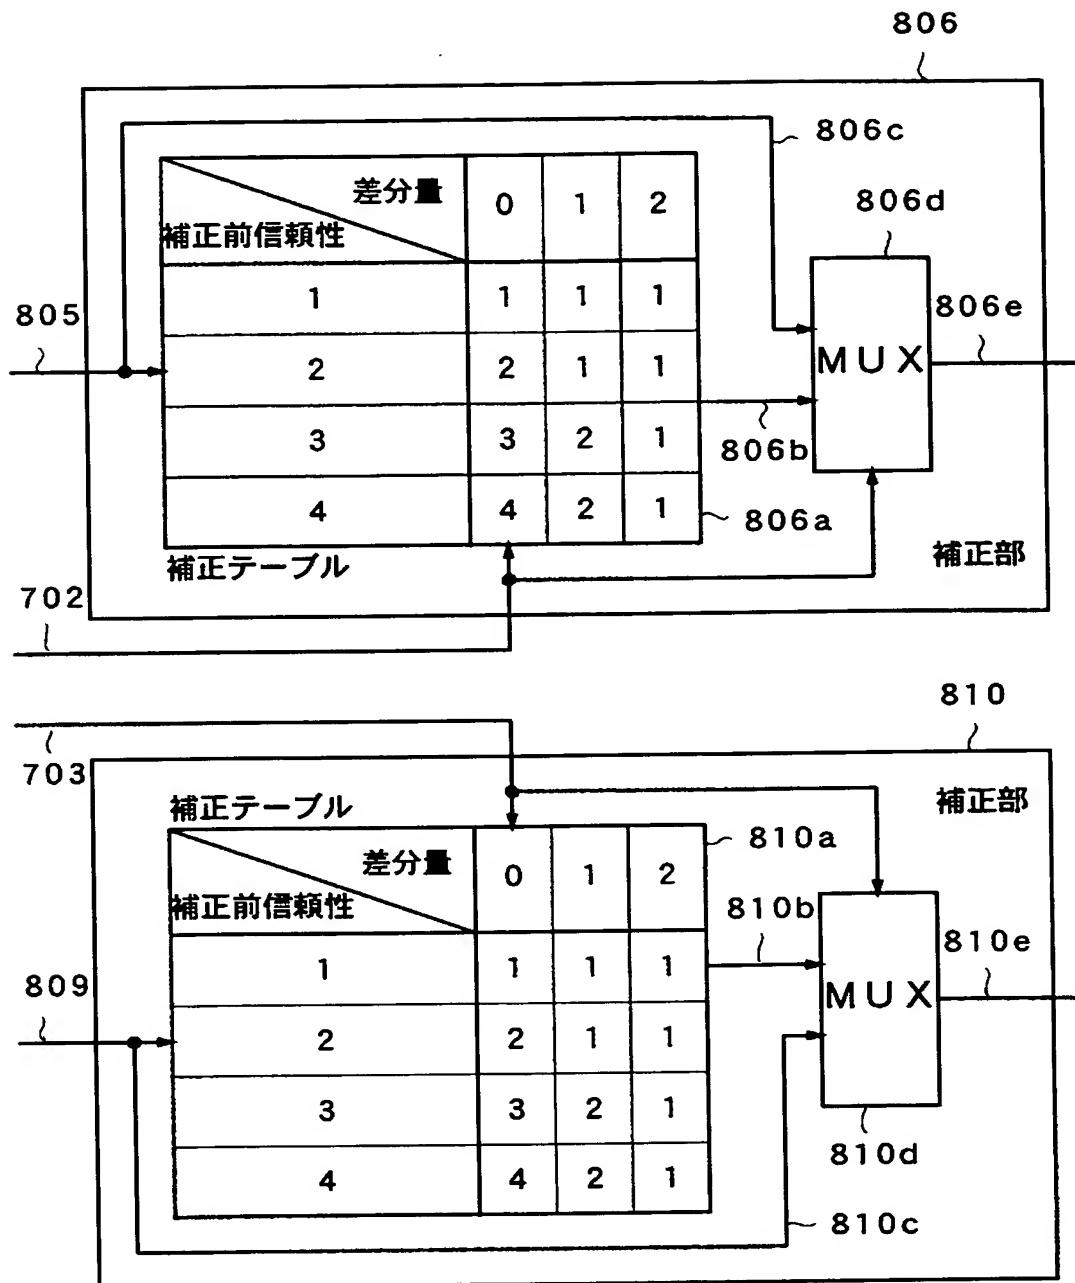 806
806c
差分量
0 1 2
補正前信頼性
806d
1 1 1 1
805
806e
2 2 1 1
MUX
3 3 2 1
806b
4 4 2 1
806a
補正テーブル
補正部
702
810
703
補正テーブル
補正部
差分量
0 1 2
810a
補正前信頼性
810b
1 1 1 1
810e
809
MUX
2 2 1 1
3 3 2 1
810d
4 4 2 1
810c